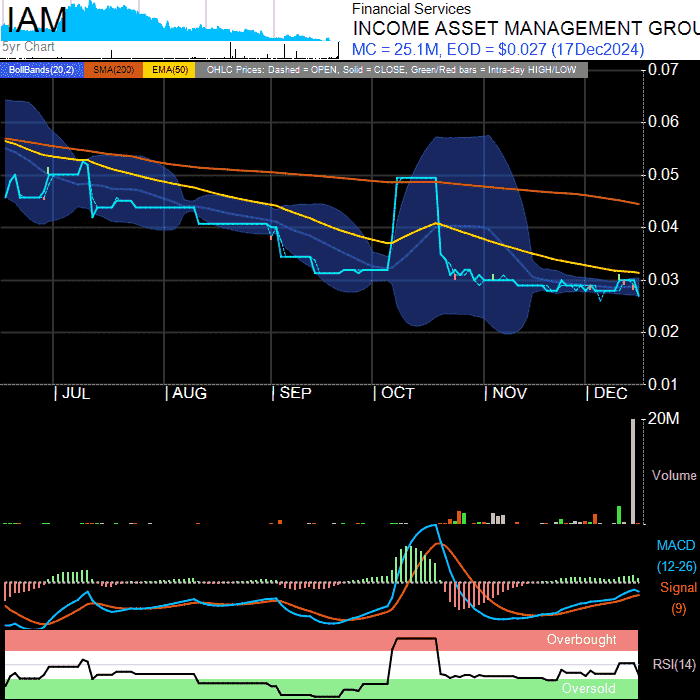 IAM
5yr Chart
Financial Services
INCOME ASSET MANAGEMENT GROU
MC = 25.1M, EOD = $0.027 (17Dec2024)
BollBands(20,2) SMA(200) EMA(50) OHLC Prices: Dashed = OPEN, Solid = CLOSE, Green/Red bars = Intra-day HIGH/LOW
0.07
0.06
0.05
0.04
0.03
0.02
0.01
JUL AUG SEP OCT NOV DEC
20M
Volume
MACD
(12-26)
Signal
(9)
Overbought
RSI(14)
Oversold